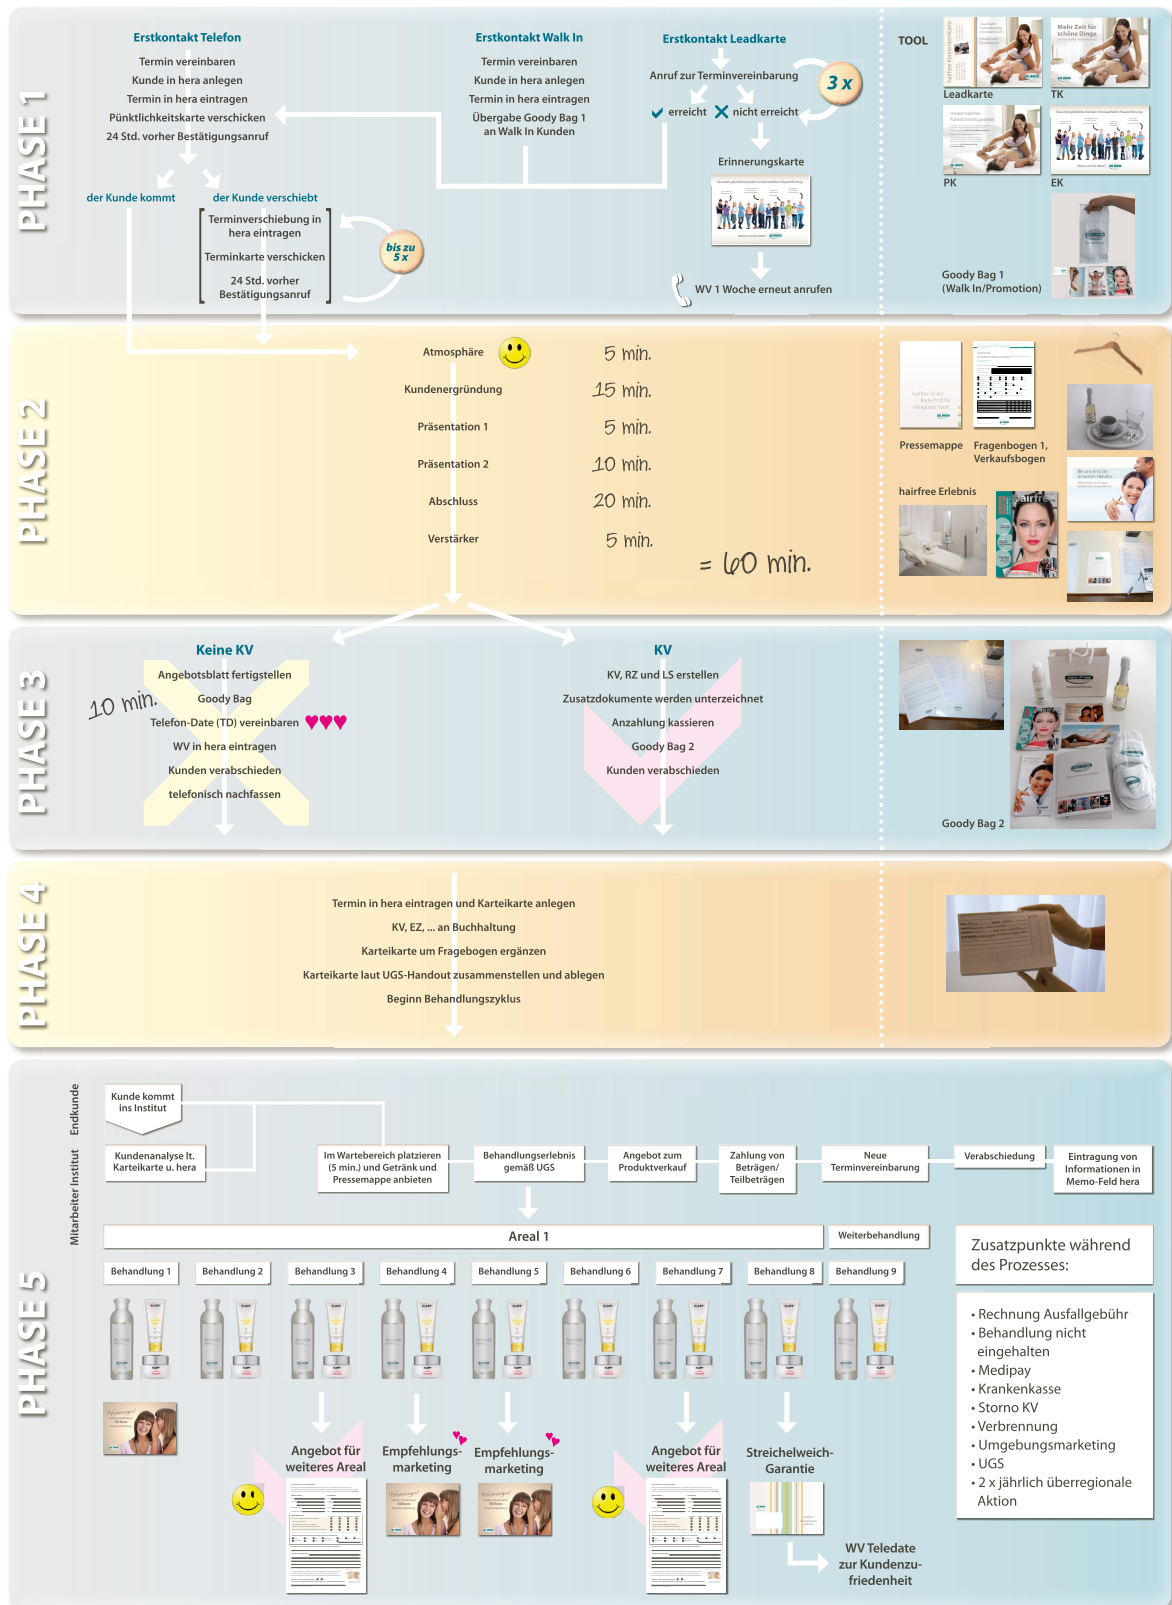 PHASE 1
Erstkontakt Telefon
Termin vereinbaren
Kunde in hera anlegen
Termin in hera eintragen
Pünktlichkeitskarte verschicken
24 Std. vorher Bestätigungsanruf
der Kunde kommt
der Kunde verschiebt
Terminverschiebung in
hera eintragen
Terminkarte verschicken
24 Std. vorher
Bestätigungsanruf
bis zu
5 x
Erstkontakt Walk In
Termin vereinbaren
Kunde in hera anlegen
Termin in hera eintragen
Übergabe Goody Bag 1
an Walk In Kunden
Erstkontakt Leadkarte
Anruf zur Terminvereinbarung
3 x
erreicht
nicht erreicht
Erinnerungskarte
WV 1 Woche erneut anrufen
TOOL
Mehr Zeit für
schöne Dinge
Leadkarte
TK
PK
EK
Goody Bag 1
(Walk In/Promotion)
PHASE 2
Atmosphäre
5 min.
Kundenergründung
15 min.
Präsentation 1
5 min.
Präsentation 2
10 min.
Abschluss
20 min.
Verstärker
5 min.
= 60 min.
hairfree ist der
Body-Profi für
ultraglatte Haut!
Pressemappe
Fragenbogen 1,
Verkaufsbogen
hairfree Erlebnis
PHASE 3
Keine KV
Angebotsblatt fertigstellen
Goody Bag
10 min.
Telefon-Date (TD) vereinbaren
WV in hera eintragen
Kunden verabschieden
telefonisch nachfassen
KV
KV, RZ und LS erstellen
Zusatzdokumente werden unterzeichnet
Anzahlung kassieren
Goody Bag 2
Kunden verabschieden
Goody Bag 2
PHASE 4
Termin in hera eintragen und Karteikarte anlegen
KV, EZ, ... an Buchhaltung
Karteikarte um Fragebogen ergänzen
Karteikarte laut UGS-Handout zusammenstellen und ablegen
Beginn Behandlungszyklus
PHASE 5
Endkunde
Mitarbeiter Institut
Kunde kommt
ins Institut
Kundenanalyse lt.
Karteikarte u. hera
Im Wartebereich platzieren
(5 min.) und Getränk und
Pressemappe anbieten
Behandlungserlebnis
gemäß UGS
Angebot zum
Produktverkauf
Zahlung von
Beträgen/
Teilbeträgen
Neue
Terminvereinbarung
Verabschiedung
Eintragung von
Informationen in
Memo-Feld hera
Areal 1
Weiterbehandlung
Behandlung 1
Behandlung 2
Behandlung 3
Behandlung 4
Behandlung 5
Behandlung 6
Behandlung 7
Behandlung 8
Behandlung 9
Angebot für
weiteres Areal
Empfehlungs-
marketing
Empfehlungs-
marketing
Angebot für
weiteres Areal
Streichelweich-
Garantie
WV Teledate
zur Kundenzu-
friedenheit
Zusatzpunkte während
des Prozesses:
• Rechnung Ausfallgebühr
• Behandlung nicht
eingehalten
• Medipay
• Krankenkasse
• Storno KV
• Verbrennung
• Umgebungsmarketing
• UGS
• 2 x jährlich überregionale
Aktion